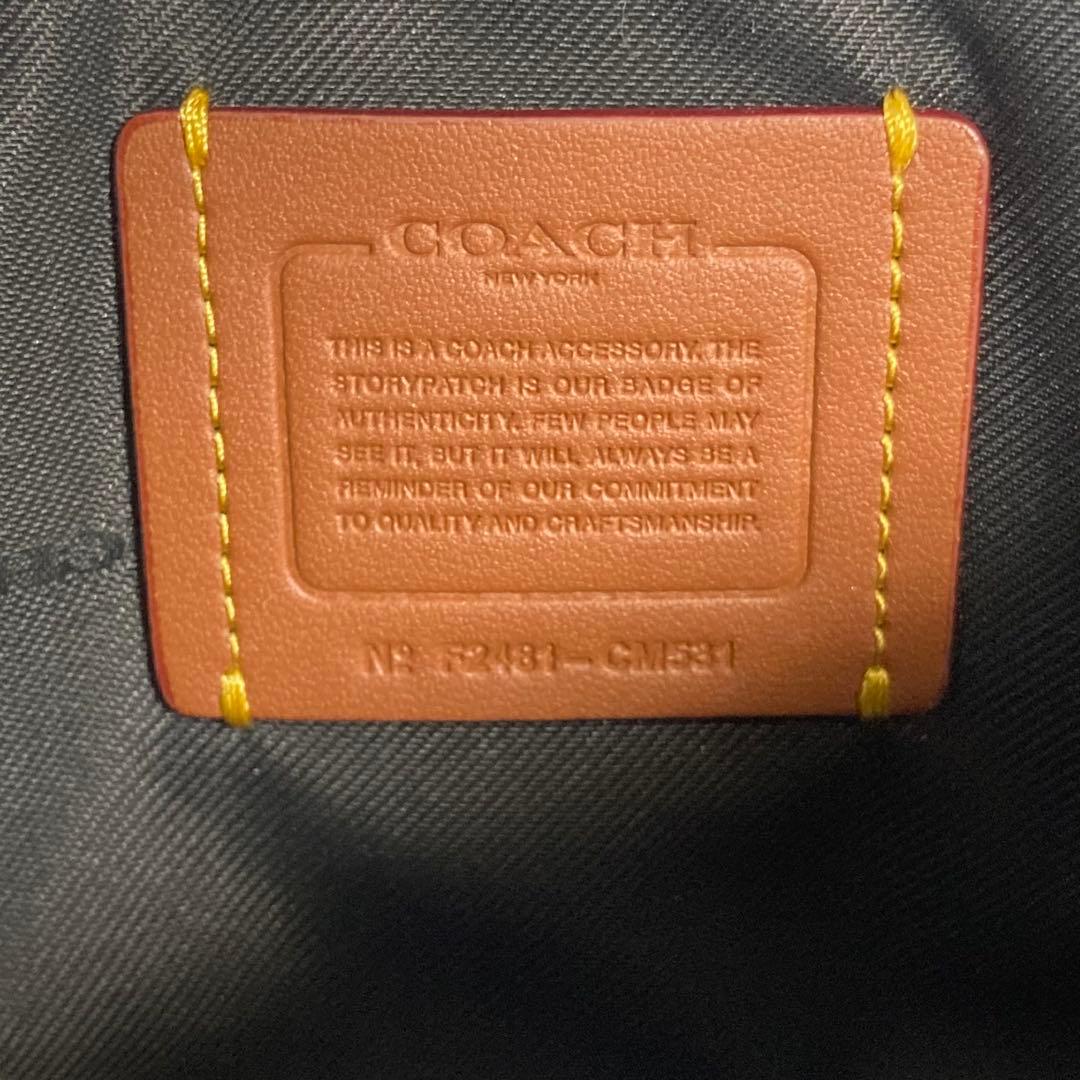 COACH
NEW YORK
THIS IS A COACH ACCESSORY. THE
STORYPATCH IS OUR BADGE OF
AUTHENTICITY. FEW PEOPLE MAY
SEE IT, BUT IT WILL ALWAYS BE A
REMINDER OF OUR COMMITMENT
TO QUALITY AND CRAFTSMANSHIP.
Nº F2481-CM531